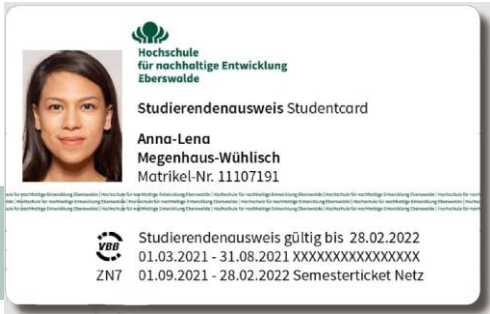 Hochschule
für nachhaltige Entwicklung
Eberswalde
Studierendenausweis Studentcard
Anna-Lena
Megenhaus-Wühlisch
Matrikel-Nr. 11107191
VBB Studierendenausweis gültig bis 28.02.2022
01.03.2021 - 31.08.2021 XXXXXXXXXXXXXXXX
ZN7 01.09.2021 - 28.02.2022 Semesterticket Netz